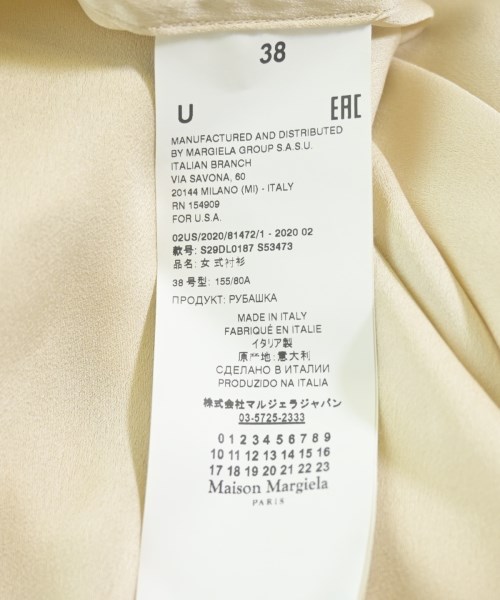 38
U EAC
MANUFACTURED AND DISTRIBUTED
BY MARGIELA GROUP S.A.S.U.
ITALIAN BRANCH
VIA SAVONA, 60
20144 MILANO (MI) - ITALY
RN 154909
FOR U.S.A.
02US/2020/81472/1 - 2020 02
款号: S29DL0187 S53473
品名: 女式衬衫
38 号型: 155/80A
ПРОДУКТ: РУБАШКА
MADE IN ITALY
FABRIQUÉ EN ITALIE
イタリア製
原产地:意大利
СДЕЛАНО В ИТАЛИИ
PRODUZIDO NA ITALIA
株式会社マルジェラジャパン
03-5725-2333
0 1 2 3 4 5 6 7 8 9
10 11 12 13 14 15 16
17 18 19 20 21 22 23
Maison Margiela
PARIS